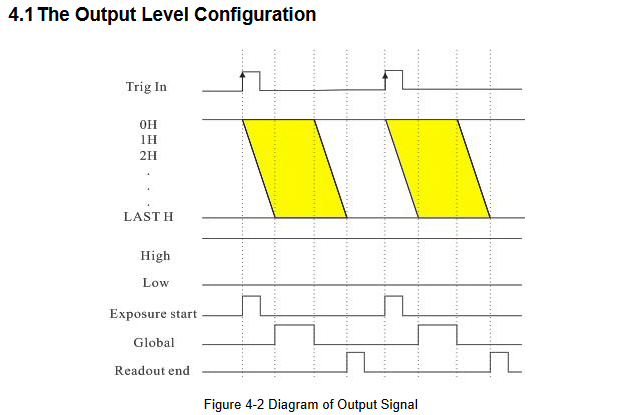 4.1 The Output Level Configuration
Trig In
0H
1H
2H
.
.
.
LAST H
High
Low
Exposure start
Global
Readout end
Figure 4-2 Diagram of Output Signal